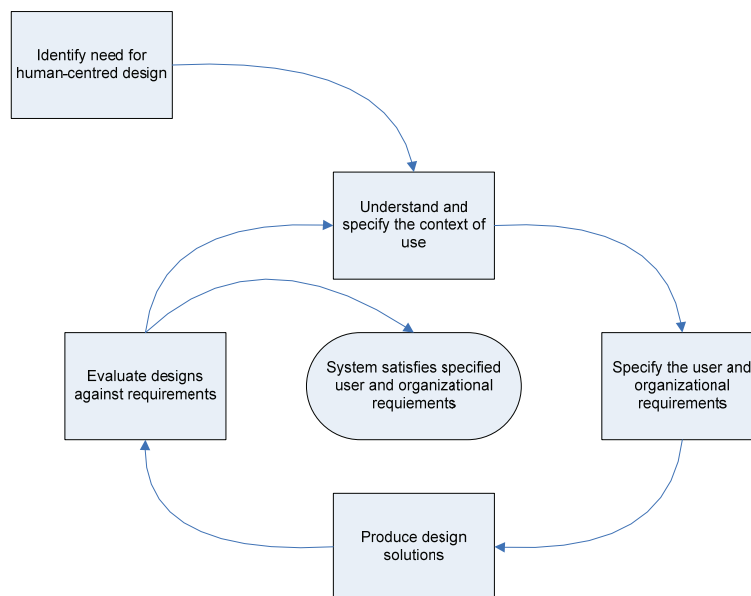 Identify need for
human-centred design
Understand and
specify the context of
use
Evaluate designs
against requirements
System satisfies specified
user and organizational
requiements
Specify the user and
organizational
requirements
Produce design
solutions